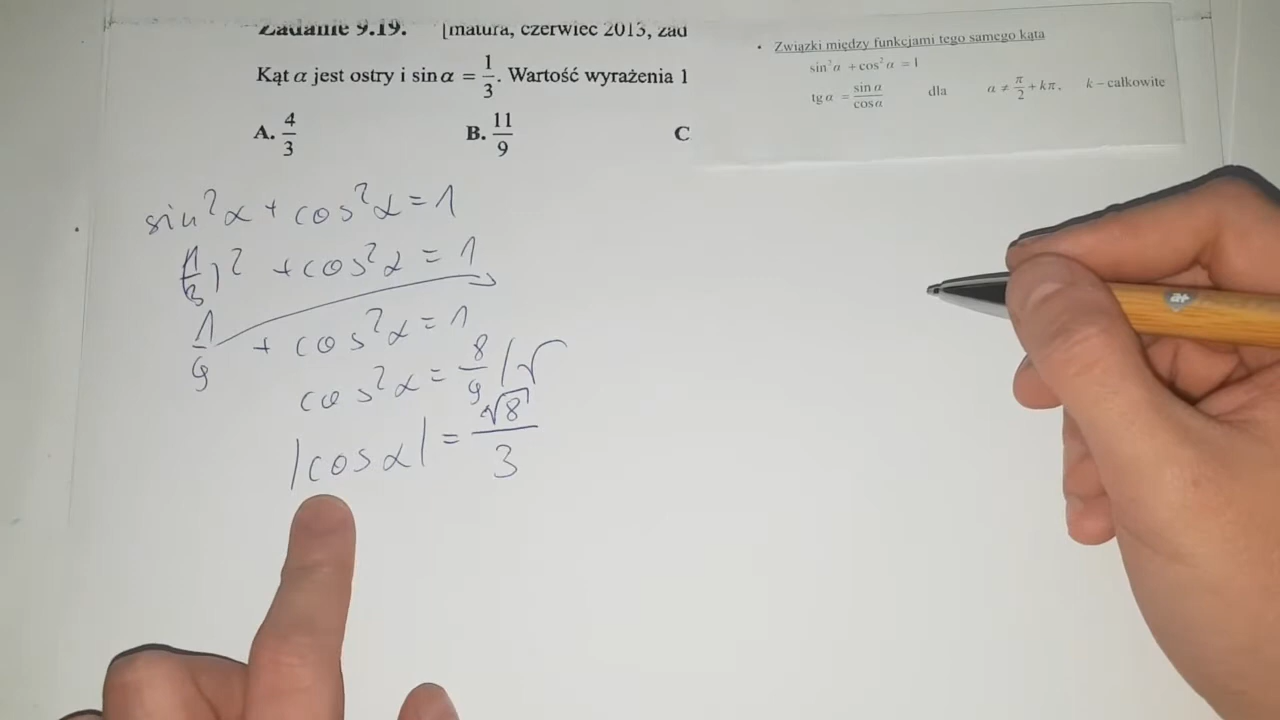 Zadanie 9.19. [matura, czerwiec 2013, zad
Kąt α jest ostry i sin α = 1/3. Wartość wyrażenia 1
A. 4/3 B. 11/9 C
• Związki między funkcjami tego samego kąta
sin²α + cos²α = 1
tg α = sin α/cos α dla α ≠ π/2 + kπ, k – całkowite
sin²α + cos²α = 1
(1/3)² + cos²α = 1
1/9 + cos²α = 1
cos²α = 8/9 /√
|cos α| = √8/3